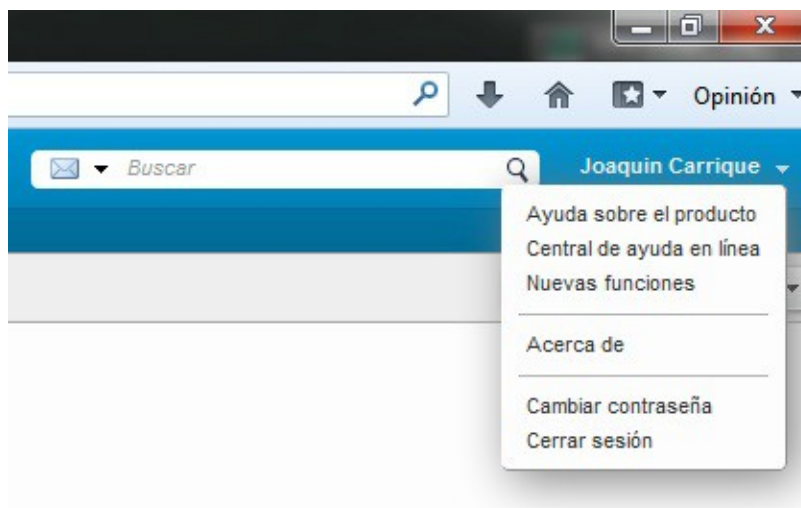 Opinión
Buscar
Joaquin Carrique
Ayuda sobre el producto
Central de ayuda en línea
Nuevas funciones
Acerca de
Cambiar contraseña
Cerrar sesión